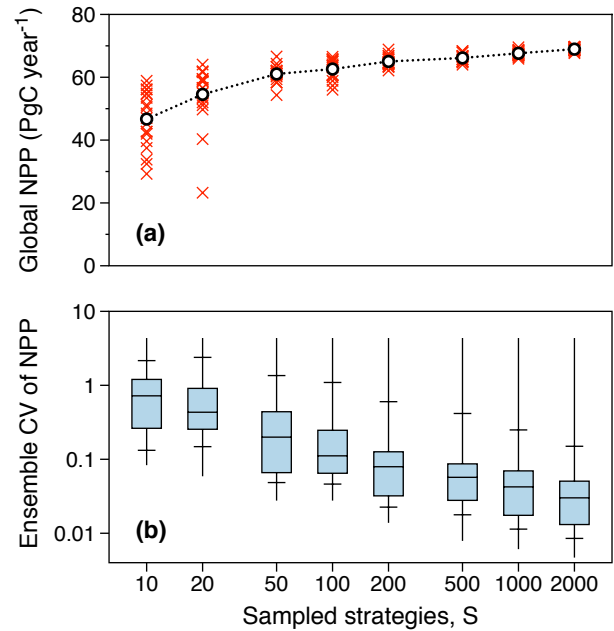 80
60
40
20
0
Global NPP (PgC year⁻¹)
(a)
10
1
0.1
0.01
Ensemble CV of NPP
(b)
10 20 50 100 200 500 1000 2000
Sampled strategies, S